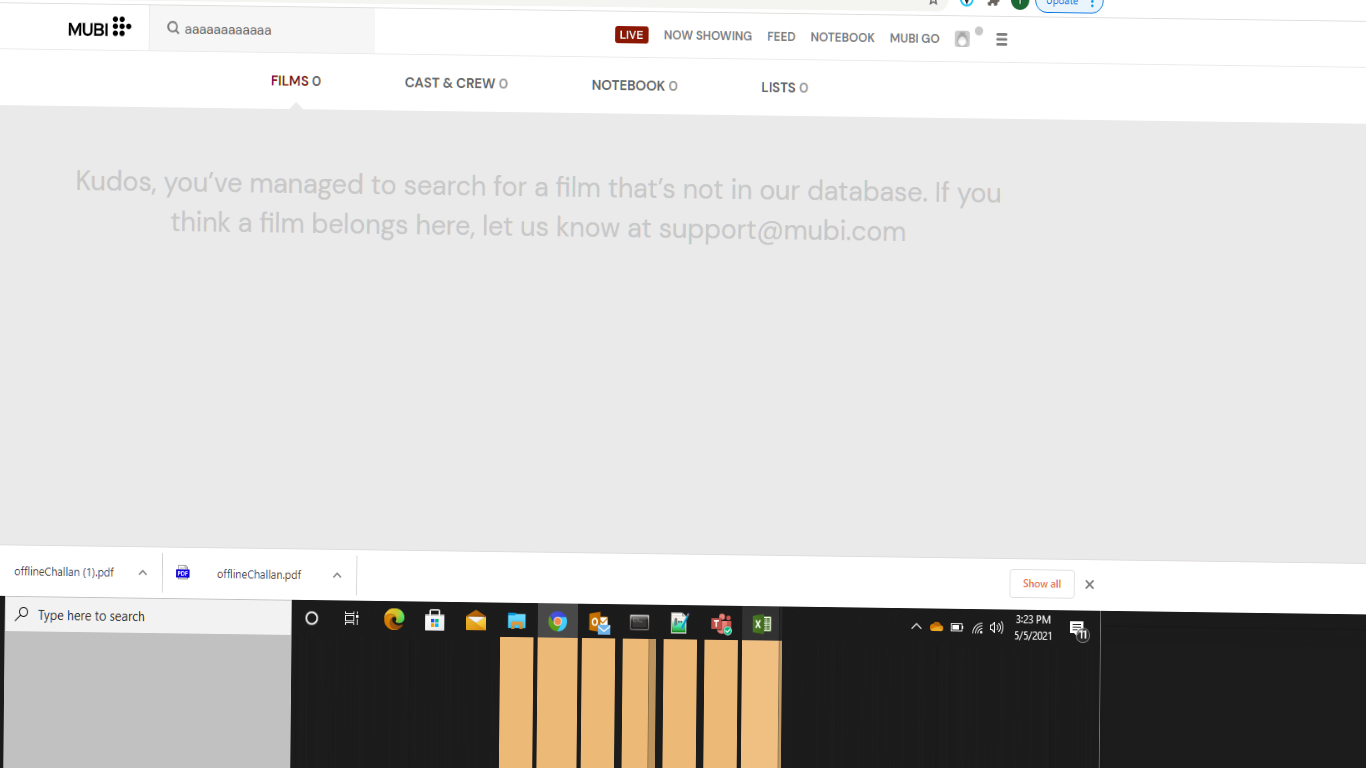 Update
MUBI
aaaaaaaaaaaaa
LIVE
NOW SHOWING
FEED
NOTEBOOK
MUBI GO
FILMS 0
CAST & CREW 0
NOTEBOOK 0
LISTS 0
Kudos, you've managed to search for a film that's not in our database. If you
think a film belongs here, let us know at support@mubi.com
offlineChallan (1).pdf
PDF
offlineChallan.pdf
Show all
Type here to search
3:23 PM
5/5/2021
11